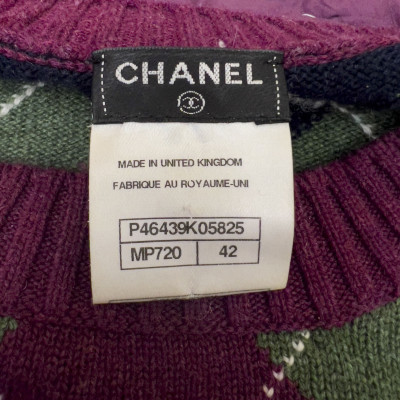 CHANEL
MADE IN UNITED KINGDOM
FABRIQUE AU ROYAUME-UNI
P46439K05825
MP720 42